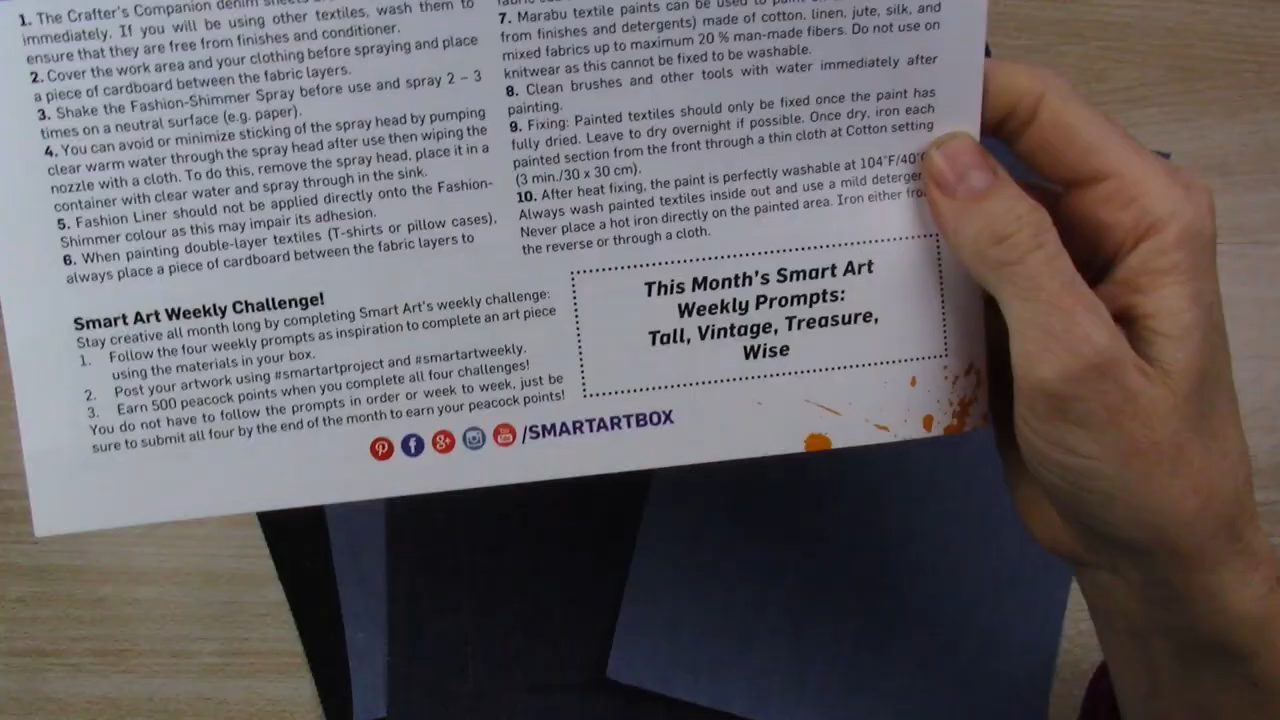 1. The Crafter's Companion denim sheets
immediately. If you will be using other textiles, wash them to
ensure that they are free from finishes and conditioner.
2. Cover the work area and your clothing before spraying and place
a piece of cardboard between the fabric layers.
3. Shake the Fashion-Shimmer Spray before use and spray 2 – 3
times on a neutral surface (e.g. paper).
4. You can avoid or minimize sticking of the spray head by pumping
clear warm water through the spray head after use then wiping the
nozzle with a cloth. To do this, remove the spray head, place it in a
container with clear water and spray through in the sink.
5. Fashion Liner should not be applied directly onto the Fashion-
Shimmer colour as this may impair its adhesion.
6. When painting double-layer textiles (T-shirts or pillow cases),
always place a piece of cardboard between the fabric layers to
7. Marabu textile paints can be used to
from finishes and detergents) made of cotton, linen, jute, silk, and
mixed fabrics up to maximum 20 % man-made fibers. Do not use on
knitwear as this cannot be fixed to be washable.
8. Clean brushes and other tools with water immediately after
painting.
9. Fixing: Painted textiles should only be fixed once the paint has
fully dried. Leave to dry overnight if possible. Once dry, iron each
painted section from the front through a thin cloth at Cotton setting
(3 min./30 x 30 cm).
10. After heat fixing, the paint is perfectly washable at 104°F/40°
Always wash painted textiles inside out and use a mild
Never place a hot iron directly on the painted area. Iron either
the reverse or through a cloth.
Smart Art Weekly Challenge!
Stay creative all month long by completing Smart Art's weekly challenge:
1. Follow the four weekly prompts as inspiration to complete an art piece
using the materials in your box.
2. Post your artwork using #smartartproject and #smartartweekly.
3. Earn 500 peacock points when you complete all four challenges!
You do not have to follow the prompts in order or week to week, just be
sure to submit all four by the end of the month to earn your peacock points!
This Month's Smart Art
Weekly Prompts:
Tall, Vintage, Treasure,
Wise
/SMARTARTBOX